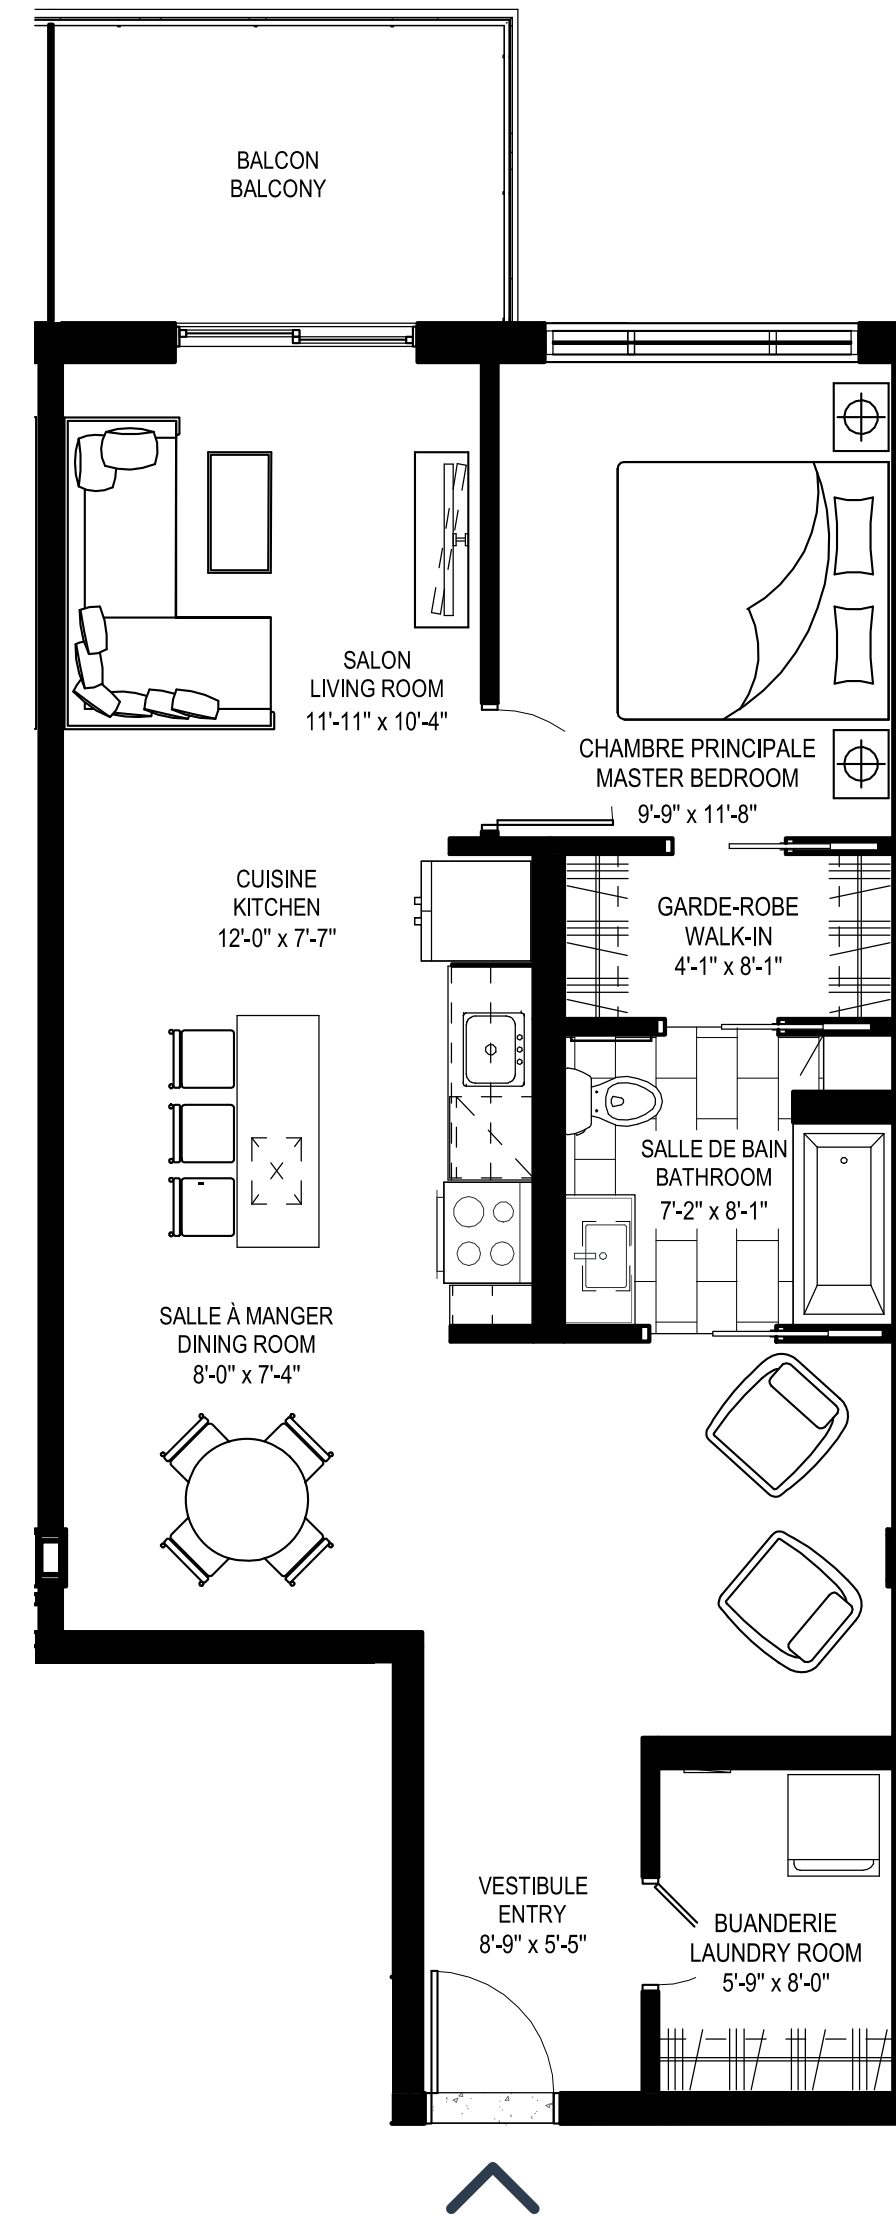 BALCON
BALCONY
SALON
LIVING ROOM
11'-11" x 10'-4"
CHAMBRE PRINCIPALE
MASTER BEDROOM
9'-9" x 11'-8"
CUISINE
KITCHEN
12'-0" x 7'-7"
GARDE-ROBE
WALK-IN
4'-1" x 8'-1"
SALLE DE BAIN
BATHROOM
7'-2" x 8'-1"
SALLE À MANGER
DINING ROOM
8'-0" x 7'-4"
VESTIBULE
ENTRY
8'-9" x 5'-5"
BUANDERIE
LAUNDRY ROOM
5'-9" x 8'-0"